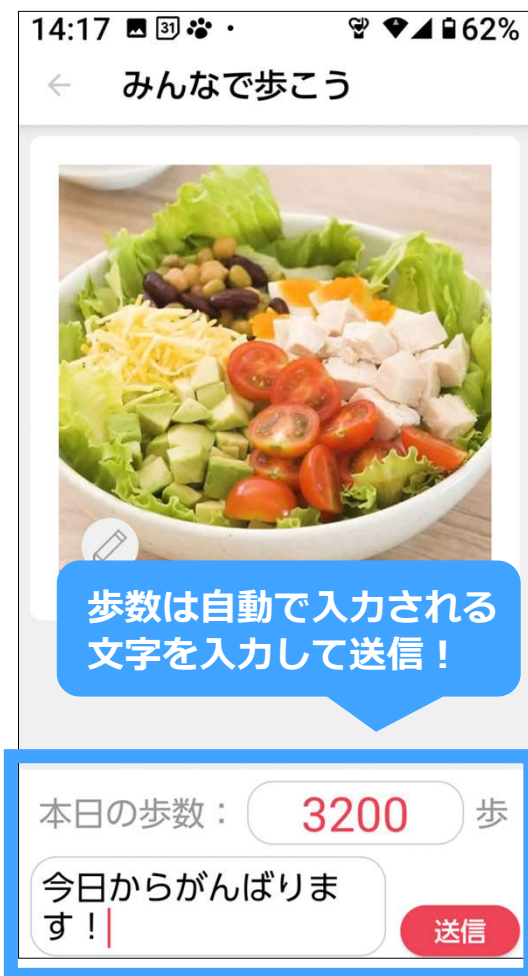 14:17 31 62%
みんなで歩こう
歩数は自動で入力される
文字を入力して送信！
本日の歩数： 3200 歩
今日からがんばりま
す！
送信